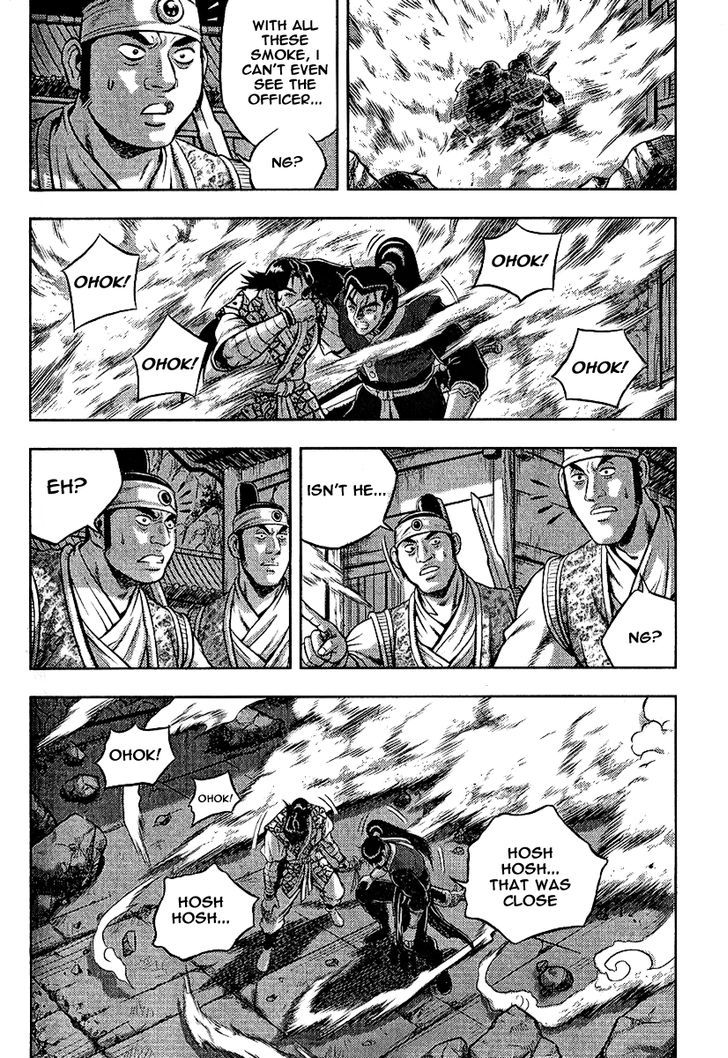 WITH ALL
THESE
SMOKE, I
CAN'T EVEN
SEE THE
OFFICER...
NG?
OHOK!
OHOK!
OHOK!
OHOK!
EH?
ISN'T HE...
NG?
OHOK!
OHOK!
HOSH
HOSH...
HOSH
HOSH...
THAT WAS
CLOSE